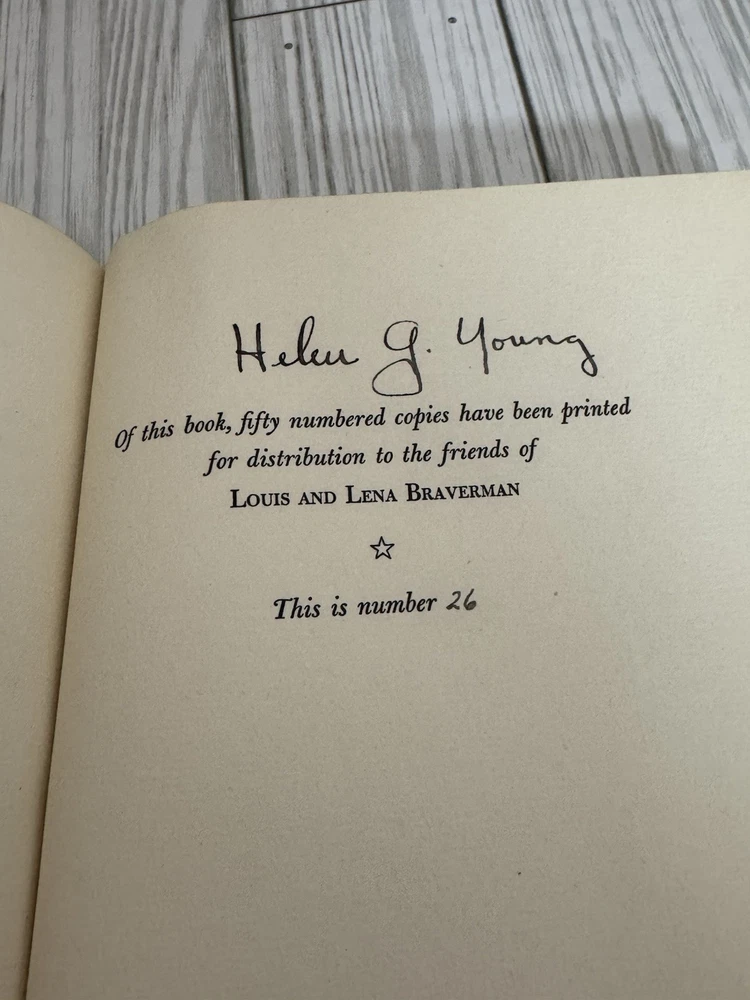 Helen G. Young
Of this book, fifty numbered copies have been printed
for distribution to the friends of
LOUIS AND LENA BRAVERMAN
This is number 26